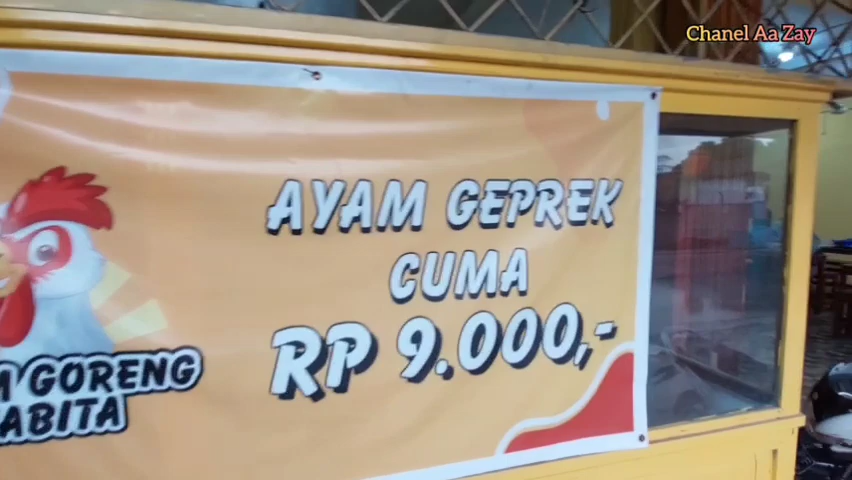 Chanel Aa Zay
AYAM GEPREK
CUMA
RP 9.000,-
GORENG
ABITA